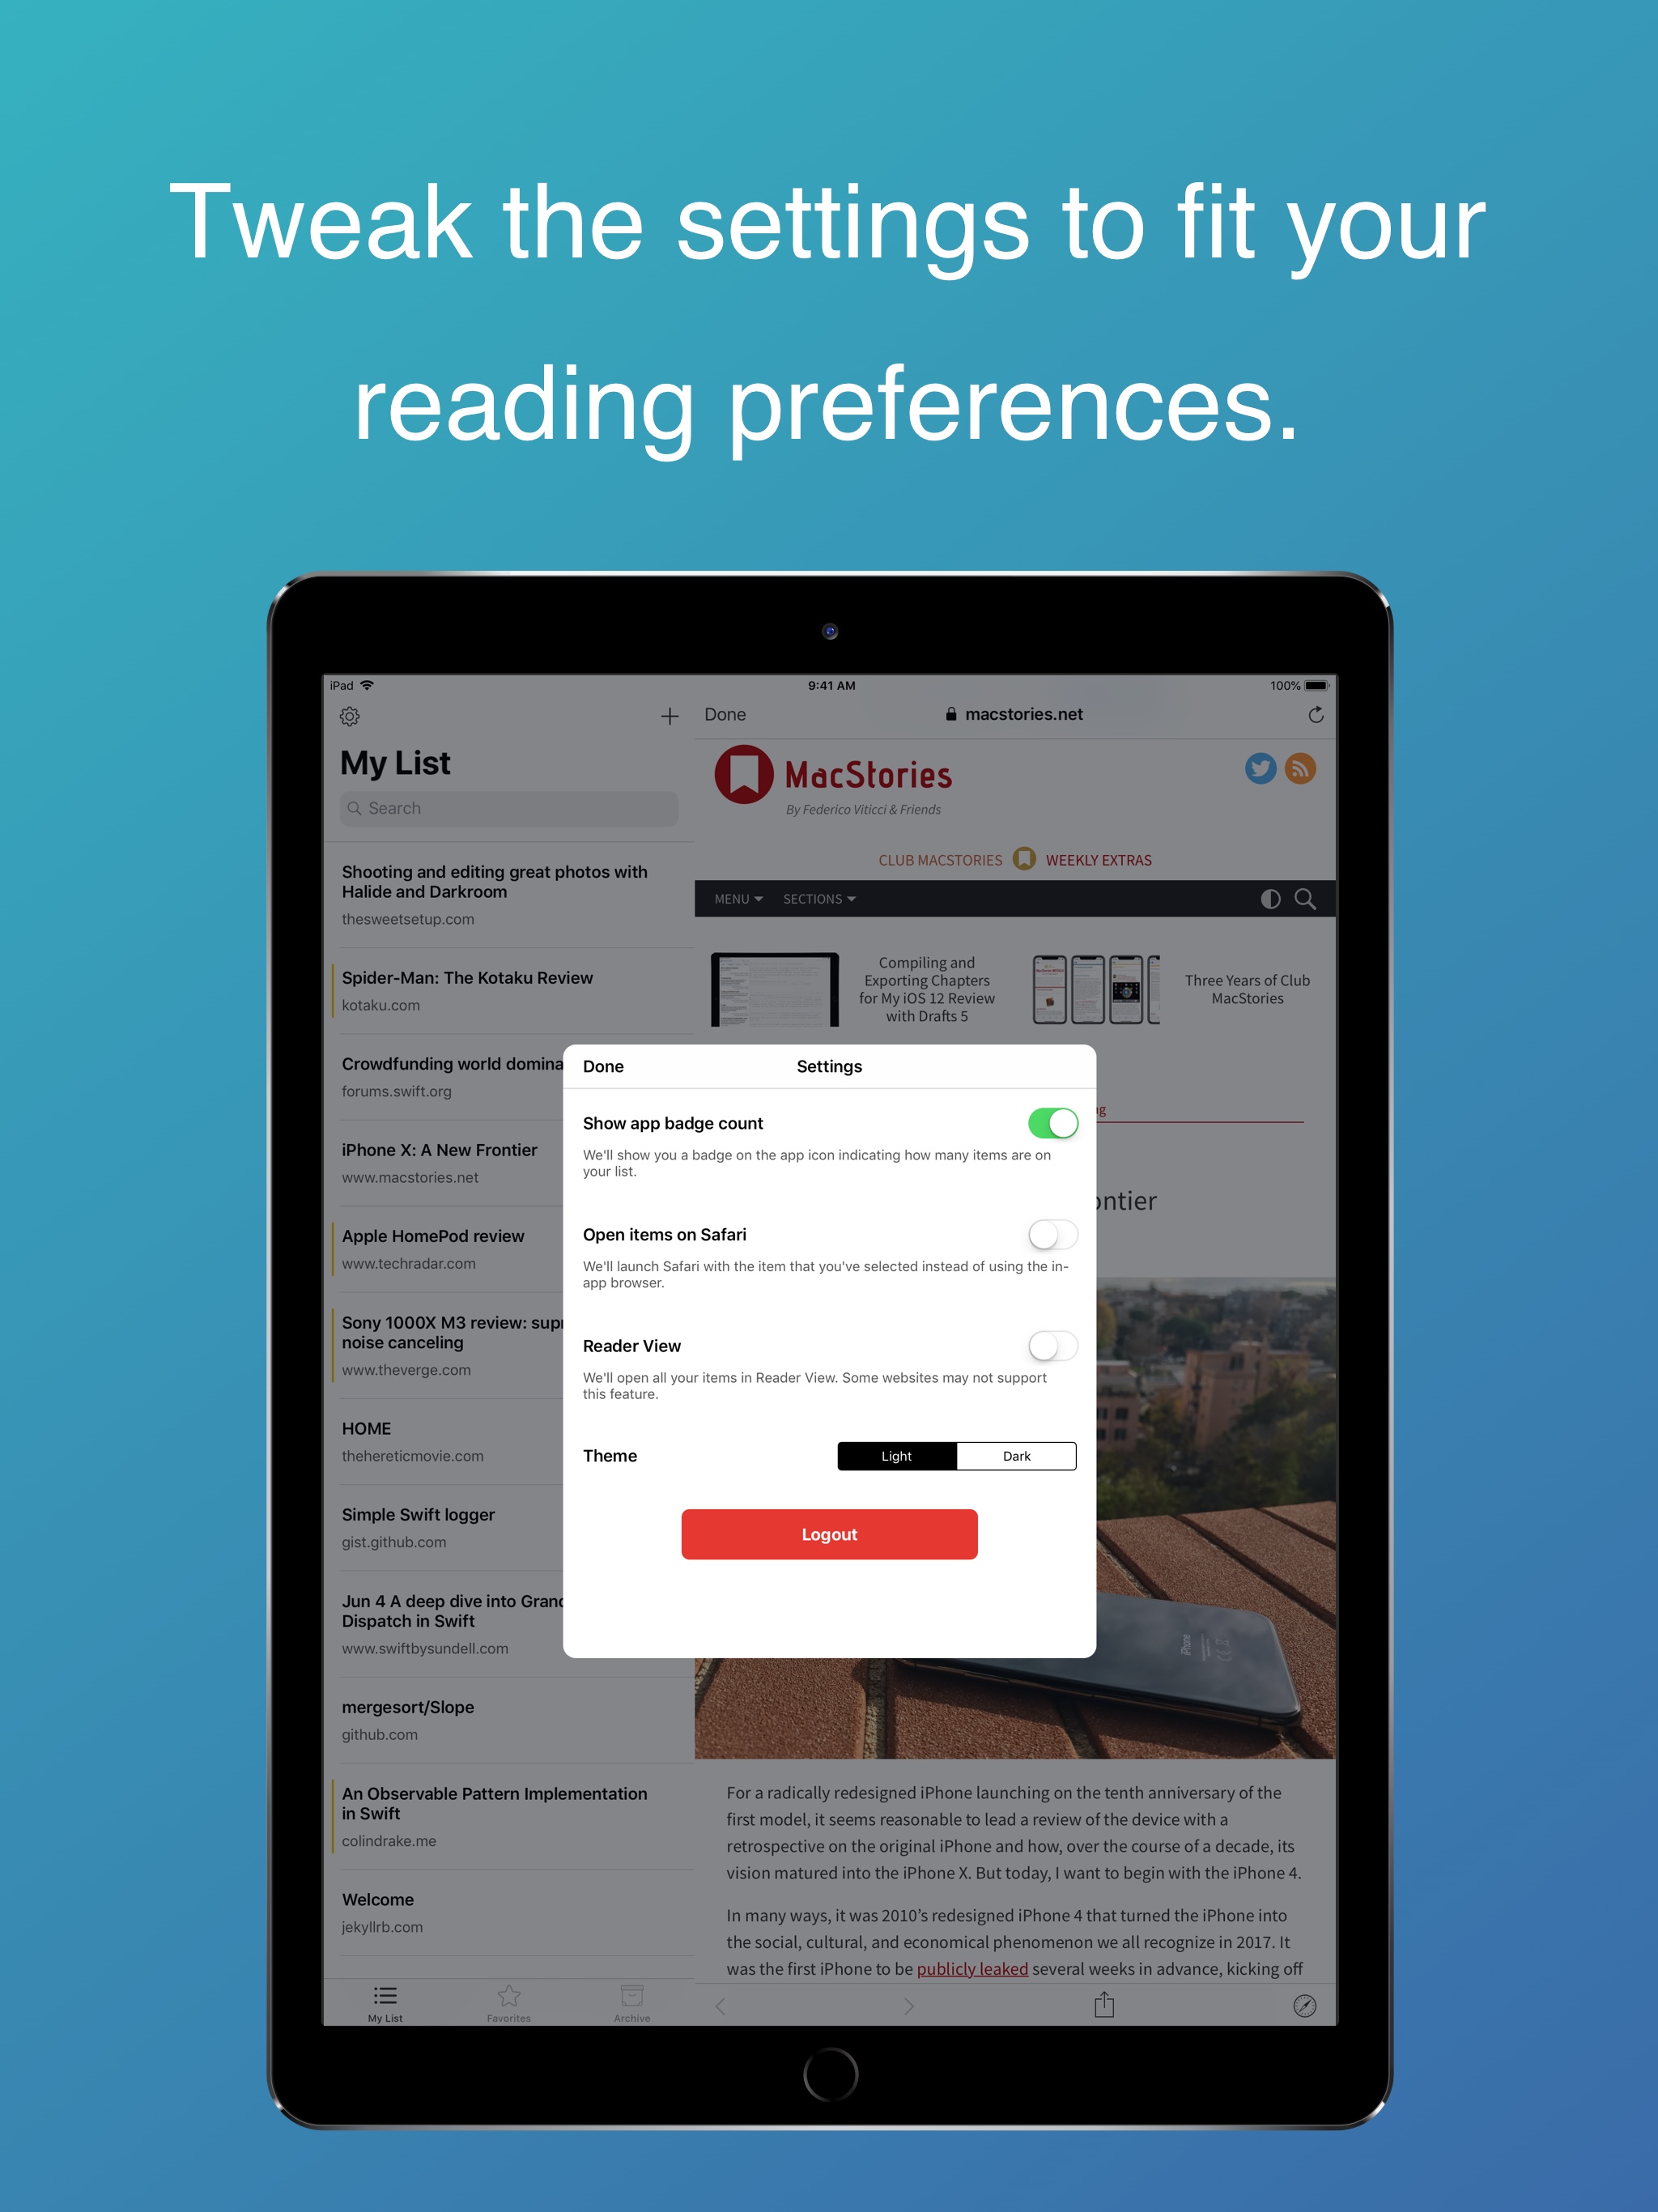 Tweak the settings to fit your
reading preferences.
iPad
9:41 AM
100%
My List
Search
Shooting and editing great photos with
Halide and Darkroom
thesweetsetup.com
Spider-Man: The Kotaku Review
kotaku.com
Crowdfunding world domina
forums.swift.org
iPhone X: A New Frontier
www.macstories.net
Apple HomePod review
www.techradar.com
Sony 1000X M3 review: supr
noise canceling
www.theverge.com
HOME
thehereticmovie.com
Simple Swift logger
gist.github.com
Jun 4 A deep dive into Grand
Dispatch in Swift
www.swiftbysundell.com
mergesort/Slope
github.com
An Observable Pattern Implementation
in Swift
colindrake.me
Welcome
jekyllrb.com
My List
Favorites
Archive
Done
macstories.net
MacStories
By Federico Viticci & Friends
CLUB MACSTORIES
WEEKLY EXTRAS
MENU
SECTIONS
Compiling and
Exporting Chapters
for My iOS 12 Review
with Drafts 5
Three Years of Club
MacStories
ng
ontier
Done
Settings
Show app badge count
We'll show you a badge on the app icon indicating how many items are on
your list.
Open items on Safari
We'll launch Safari with the item that you've selected instead of using the in-
app browser.
Reader View
We'll open all your items in Reader View. Some websites may not support
this feature.
Theme
Light
Dark
Logout
iPhone
For a radically redesigned iPhone launching on the tenth anniversary of the
first model, it seems reasonable to lead a review of the device with a
retrospective on the original iPhone and how, over the course of a decade, its
vision matured into the iPhone X. But today, I want to begin with the iPhone 4.
In many ways, it was 2010’s redesigned iPhone 4 that turned the iPhone into
the social, cultural, and economical phenomenon we all recognize in 2017. It
was the first iPhone to be publicly leaked several weeks in advance, kicking off